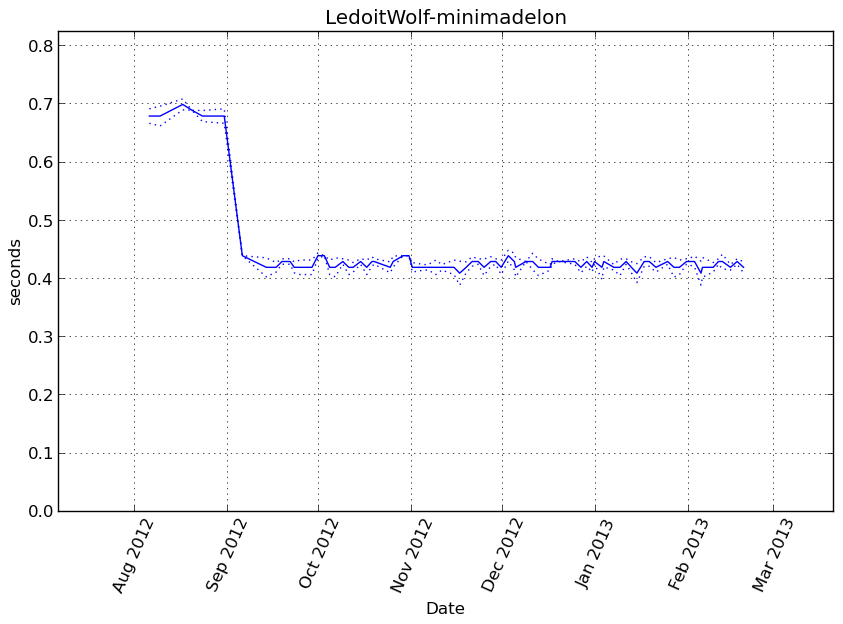 LedoitWolf-minimadelon
0.8
0.7
0.6
0.5
0.4
0.3
0.2
0.1
0.0
seconds
Aug 2012
Sep 2012
Oct 2012
Nov 2012
Dec 2012
Jan 2013
Feb 2013
Mar 2013
Date